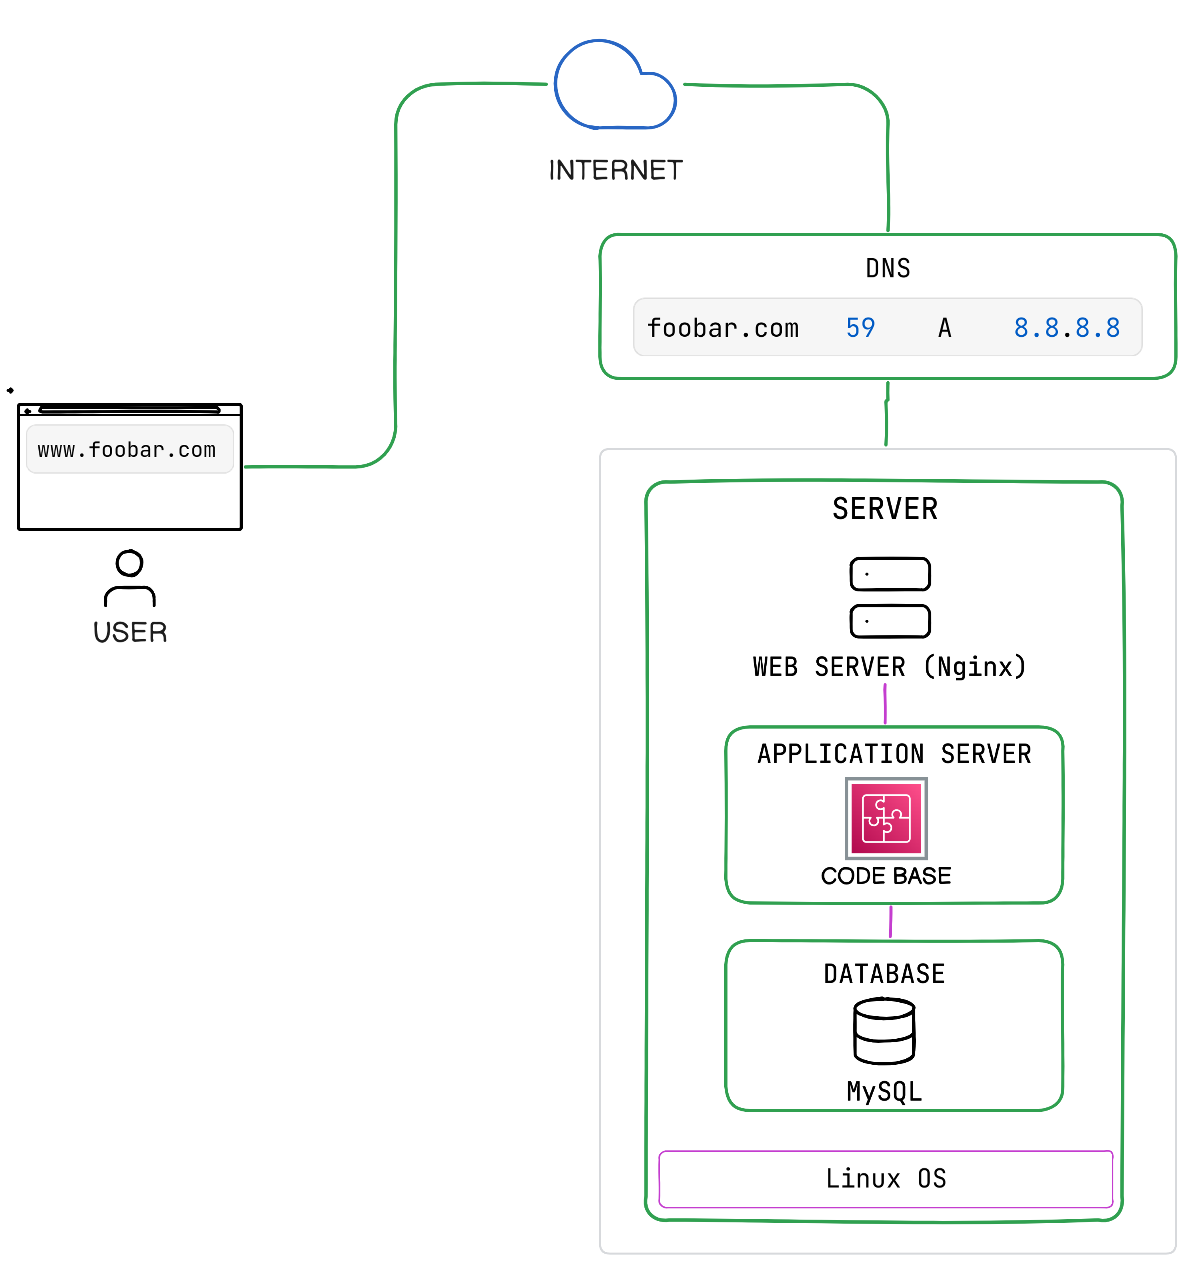 INTERNET
DNS
foobar.com 59 A 8.8.8.8
www.foobar.com
USER
SERVER
WEB SERVER (Nginx)
APPLICATION SERVER
CODE BASE
DATABASE
MySQL
Linux OS